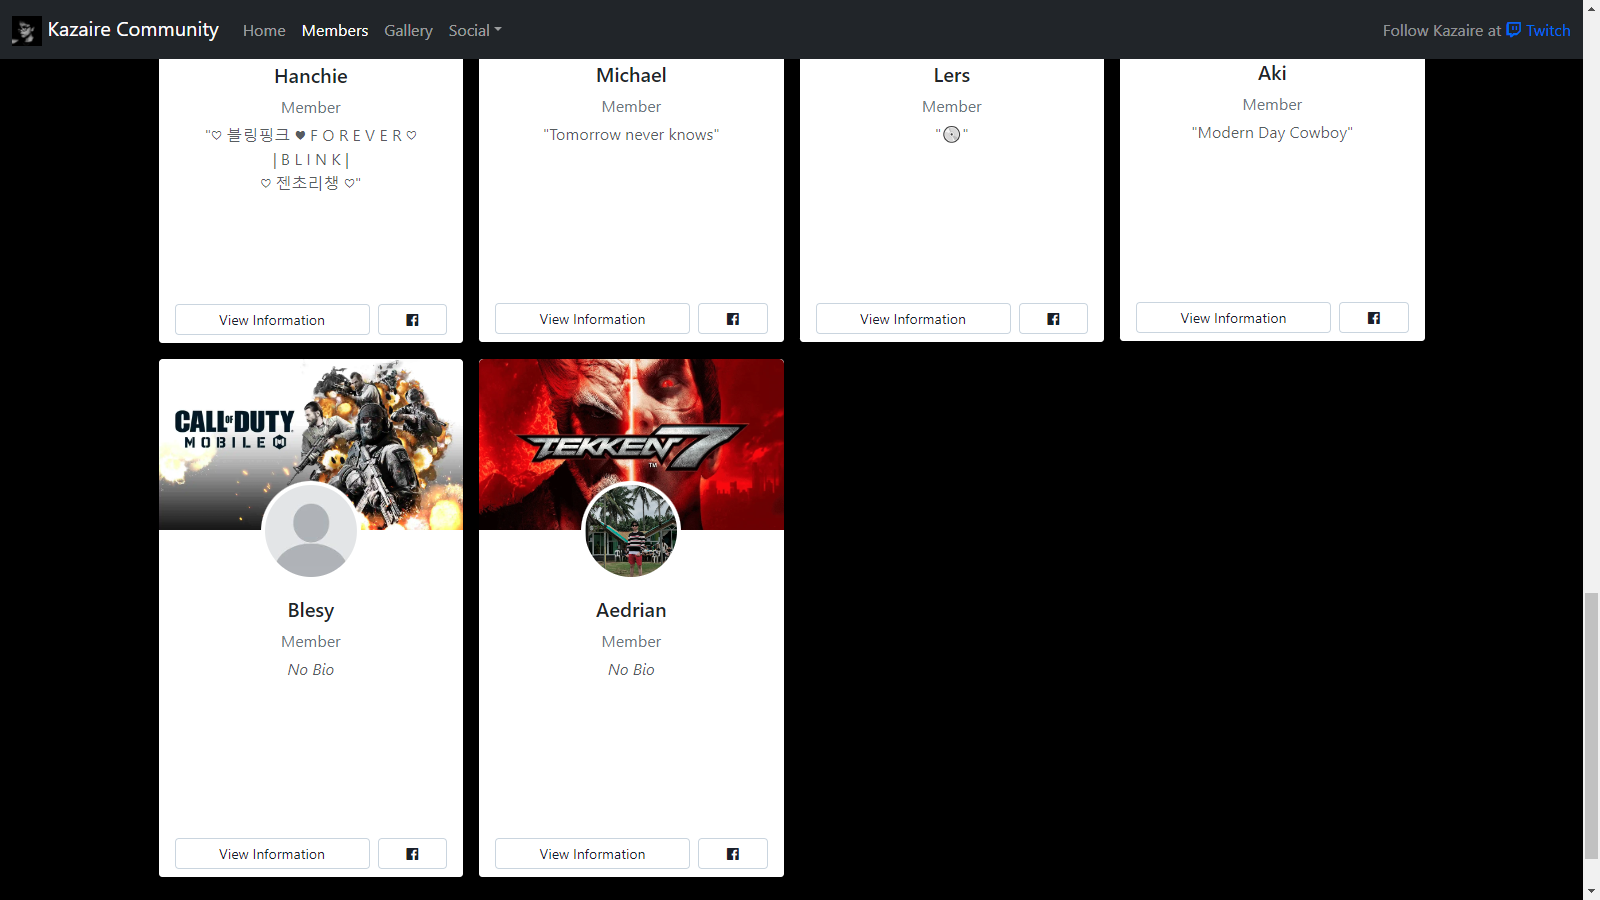 Kazaire Community Home Members Gallery Social Follow Kazaire at Twitch
Hanchie
Member
"♡ 블링핑크 ♥ F O R E V E R ♡
| B L I N K |
♡ 젠초리챙 ♡"
View Information
Michael
Member
"Tomorrow never knows"
View Information
Lers
Member
"💿"
View Information
Aki
Member
"Modern Day Cowboy"
View Information
CALL OF DUTY
MOBILE
Blesy
Member
No Bio
View Information
TEKKEN 7
TM
Aedrian
Member
No Bio
View Information